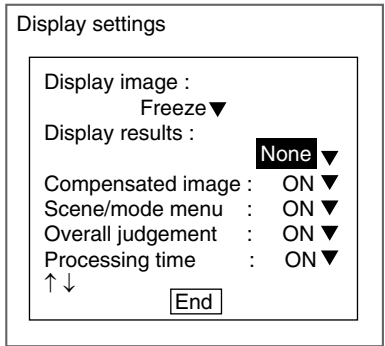 Display settings
Display image :
Freeze▼
Display results :
None ▼
Compensated image : ON ▼
Scene/mode menu : ON ▼
Overall judgement : ON ▼
Processing time : ON ▼
↑↓
End